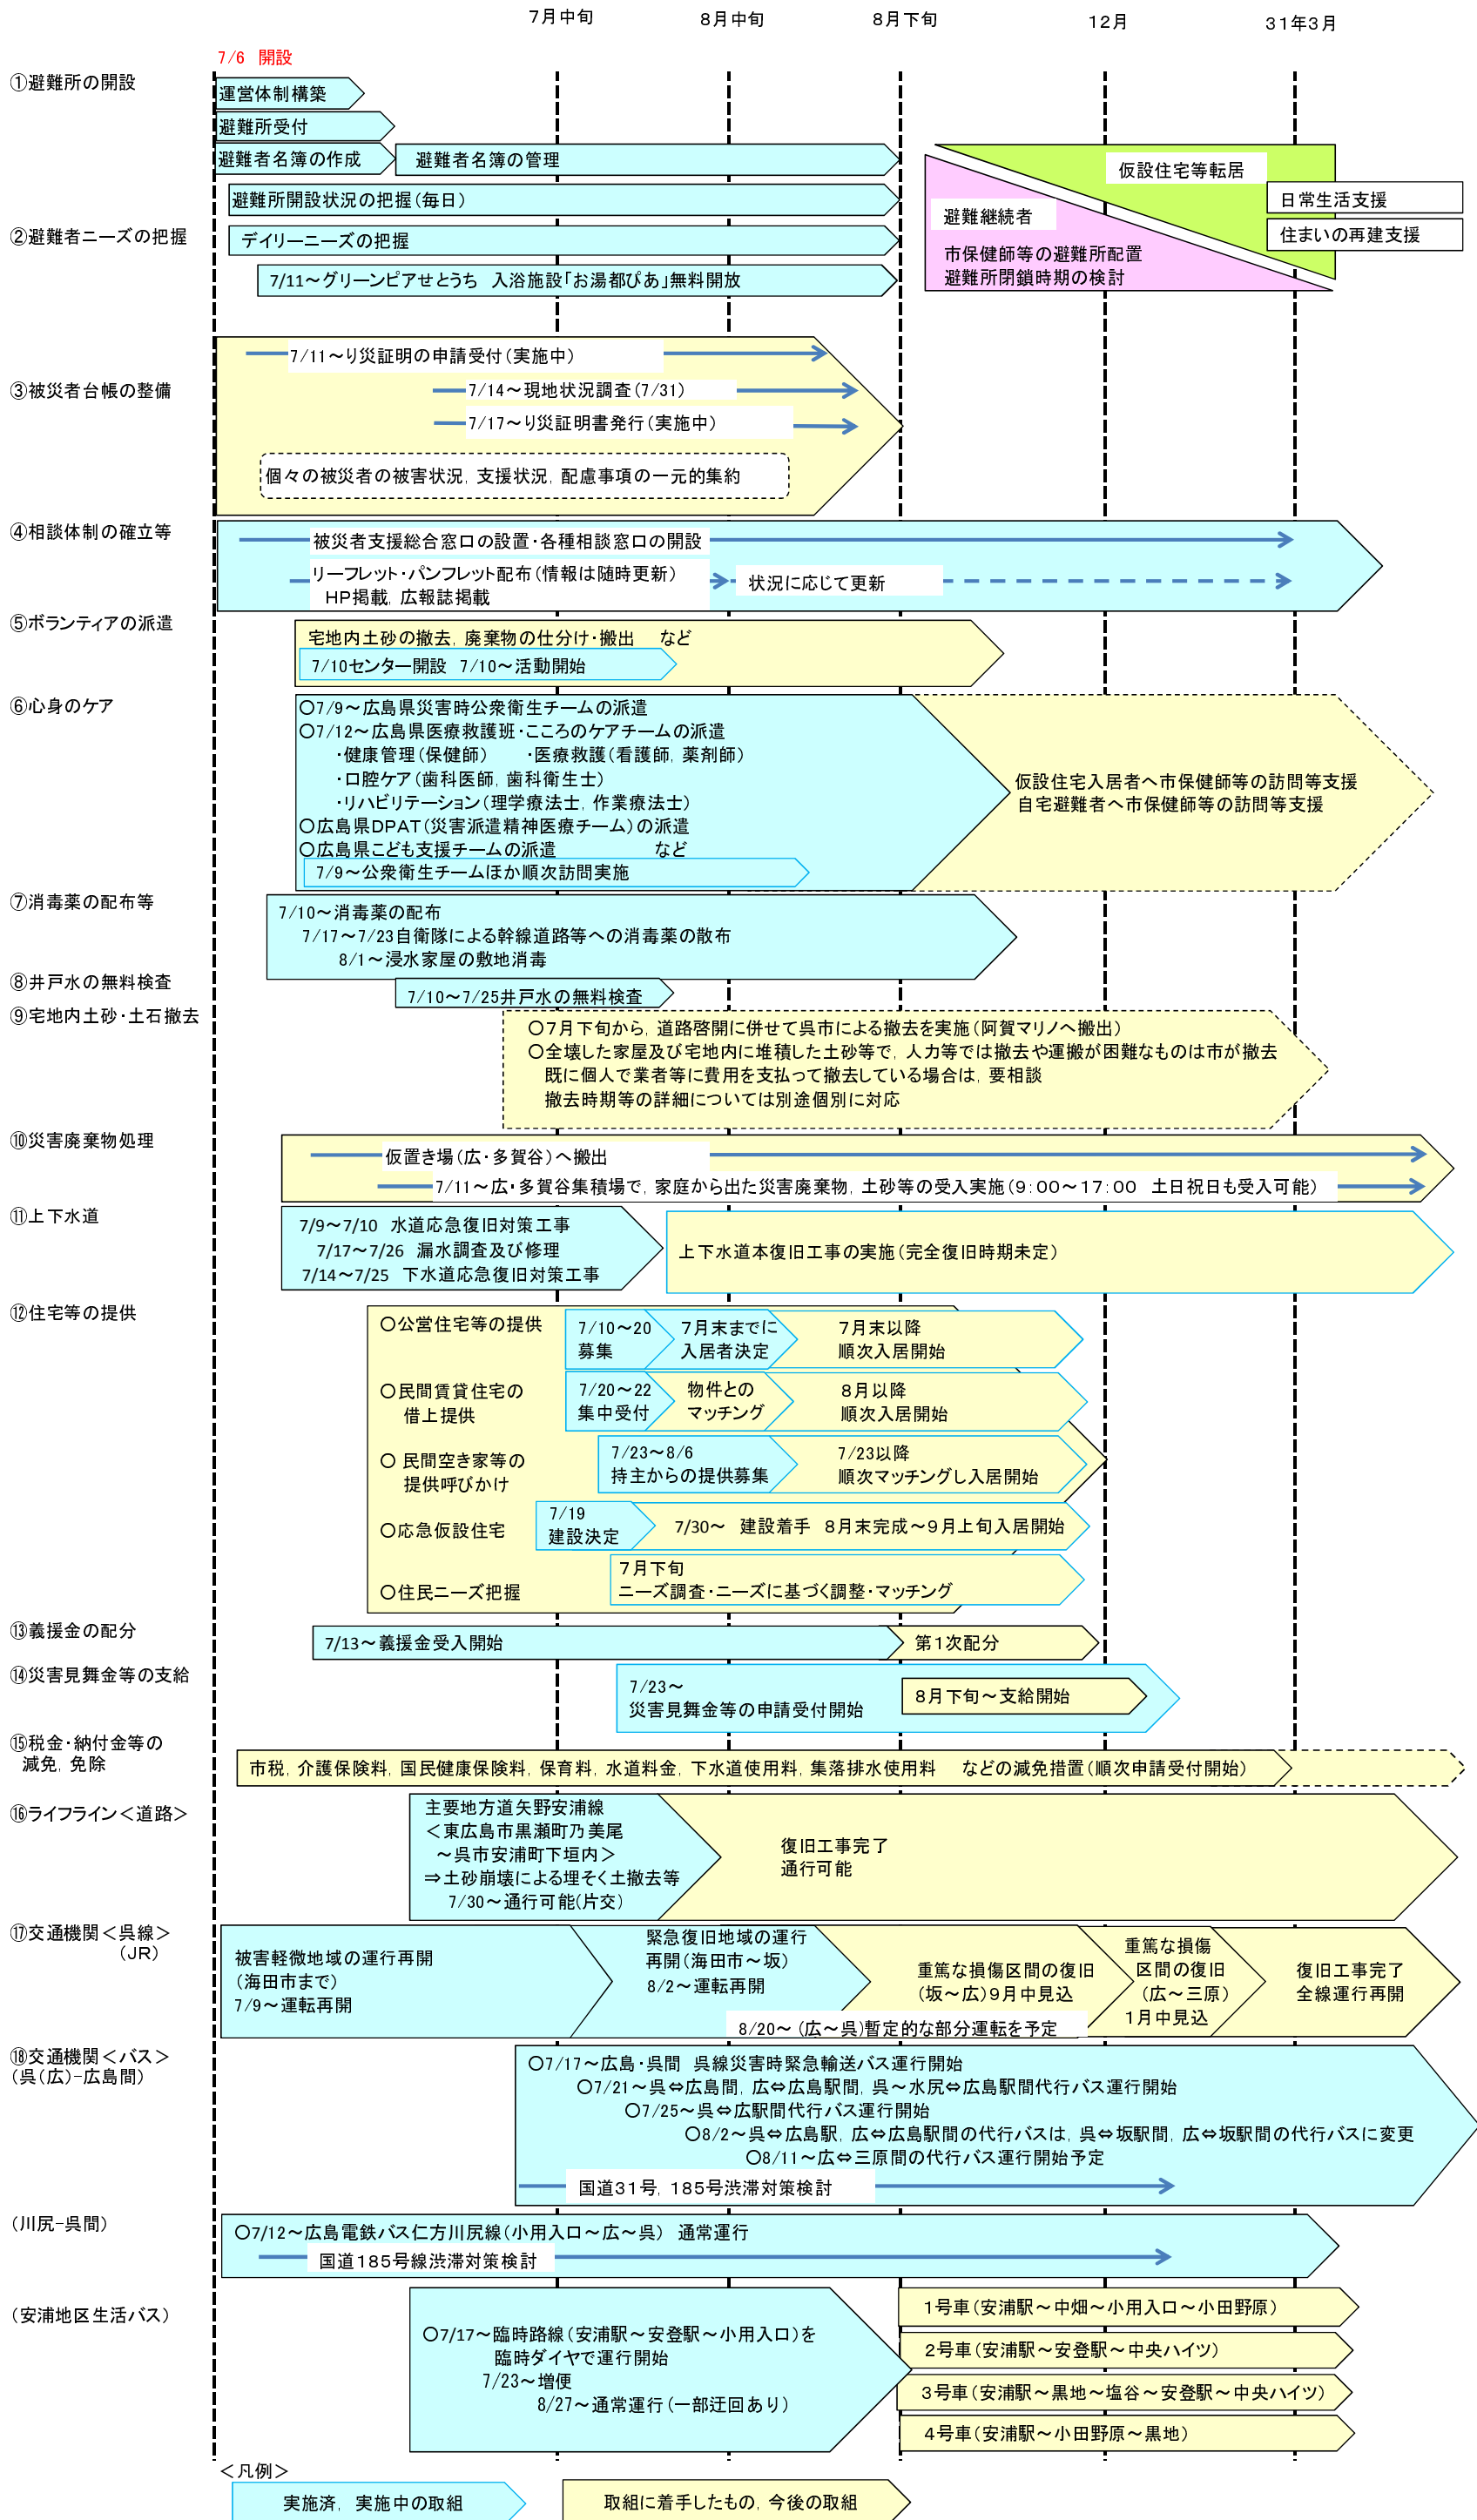 7月中旬
8月中旬
8月下旬
12月
31年3月
7/6 開設
①避難所の開設
運営体制構築
避難所受付
避難者名簿の作成
避難者名簿の管理
避難所開設状況の把握(毎日)
仮設住宅等転居
日常生活支援
住まいの再建支援
避難継続者
市保健師等の避難所配置
避難所閉鎖時期の検討
②避難者ニーズの把握
デイリーニーズの把握
7/11～グリーンピアせとうち 入浴施設「お湯都ぴあ」無料開放
③被災者台帳の整備
7/11～り災証明の申請受付(実施中)
7/14～現地状況調査(7/31)
7/17～り災証明書発行(実施中)
個々の被災者の被害状況，支援状況，配慮事項の一元的集約
④相談体制の確立等
被災者支援総合窓口の設置・各種相談窓口の開設
リーフレット・パンフレット配布(情報は随時更新)
HP掲載，広報誌掲載
状況に応じて更新
⑤ボランティアの派遣
宅地内土砂の撤去，廃棄物の仕分け・搬出 など
7/10センター開設 7/10～活動開始
⑥心身のケア
○7/9～広島県災害時公衆衛生チームの派遣
○7/12～広島県医療救護班・こころのケアチームの派遣
・健康管理(保健師) ・医療救護(看護師，薬剤師)
・口腔ケア(歯科医師，歯科衛生士)
・リハビリテーション(理学療法士，作業療法士)
○広島県DPAT(災害派遣精神医療チーム)の派遣
○広島県こども支援チームの派遣 など
7/9～公衆衛生チームほか順次訪問実施
仮設住宅入居者へ市保健師等の訪問等支援
自宅避難者へ市保健師等の訪問等支援
⑦消毒薬の配布等
7/10～消毒薬の配布
7/17～7/23自衛隊による幹線道路等への消毒薬の散布
8/1～浸水家屋の敷地消毒
⑧井戸水の無料検査
7/10～7/25井戸水の無料検査
⑨宅地内土砂・土石撤去
○7月下旬から，道路啓開に併せて呉市による撤去を実施(阿賀マリノへ搬出)
○全壊した家屋及び宅地内に堆積した土砂等で，人力等では撤去や運搬が困難なものは市が撤去
既に個人で業者等に費用を支払って撤去している場合は，要相談
撤去時期等の詳細については別途個別に対応
⑩災害廃棄物処理
仮置き場(広・多賀谷)へ搬出
7/11～広・多賀谷集積場で，家庭から出た災害廃棄物，土砂等の受入実施(9：00～17：00 土日祝日も受入可能)
⑪上下水道
7/9～7/10 水道応急復旧対策工事
7/17～7/26 漏水調査及び修理
7/14～7/25 下水道応急復旧対策工事
上下水道本復旧工事の実施(完全復旧時期未定)
⑫住宅等の提供
○公営住宅等の提供
7/10～20
募集
7月末までに
入居者決定
7月末以降
順次入居開始
○民間賃貸住宅の
借上提供
7/20～22
集中受付
物件との
マッチング
8月以降
順次入居開始
○ 民間空き家等の
提供呼びかけ
7/23～8/6
持主からの提供募集
7/23以降
順次マッチングし入居開始
○応急仮設住宅
7/19
建設決定
7/30～ 建設着手 8月末完成～9月上旬入居開始
○住民ニーズ把握
7月下旬
ニーズ調査・ニーズに基づく調整・マッチング
⑬義援金の配分
7/13～義援金受入開始
第1次配分
⑭災害見舞金等の支給
7/23～
災害見舞金等の申請受付開始
8月下旬～支給開始
⑮税金・納付金等の
減免，免除
市税，介護保険料，国民健康保険料，保育料，水道料金，下水道使用料，集落排水使用料 などの減免措置(順次申請受付開始)
⑯ライフライン＜道路＞
主要地方道矢野安浦線
＜東広島市黒瀬町乃美尾
～呉市安浦町下垣内＞
⇒土砂崩壊による埋そく土撤去等
7/30～通行可能(片交)
復旧工事完了
通行可能
⑰交通機関＜呉線＞
(JR)
被害軽微地域の運行再開
(海田市まで)
7/9～運転再開
緊急復旧地域の運行
再開(海田市～坂)
8/2～運転再開
重篤な損傷区間の復旧
(坂～広)9月中見込
8/20～ (広～呉)暫定的な部分運転を予定
重篤な損傷
区間の復旧
(広～三原)
1月中見込
復旧工事完了
全線運行再開
⑱交通機関＜バス＞
(呉(広)-広島間)
○7/17～広島・呉間 呉線災害時緊急輸送バス運行開始
○7/21～呉⇔広島間，広⇔広島駅間，呉～水尻⇔広島駅間代行バス運行開始
○7/25～呉⇔広駅間代行バス運行開始
○8/2～呉⇔広島駅，広⇔広島駅間の代行バスは，呉⇔坂駅間，広⇔坂駅間の代行バスに変更
○8/11～広⇔三原間の代行バス運行開始予定
国道31号，185号渋滞対策検討
(川尻-呉間)
○7/12～広島電鉄バス仁方川尻線(小用入口～広～呉) 通常運行
国道185号線渋滞対策検討
(安浦地区生活バス)
○7/17～臨時路線(安浦駅～安登駅～小用入口)を
臨時ダイヤで運行開始
7/23～増便
8/27～通常運行(一部迂回あり)
1号車(安浦駅～中畑～小用入口～小田野原)
2号車(安浦駅～安登駅～中央ハイツ)
3号車(安浦駅～黒地～塩谷～安登駅～中央ハイツ)
4号車(安浦駅～小田野原～黒地)
＜凡例＞
実施済，実施中の取組
取組に着手したもの，今後の取組